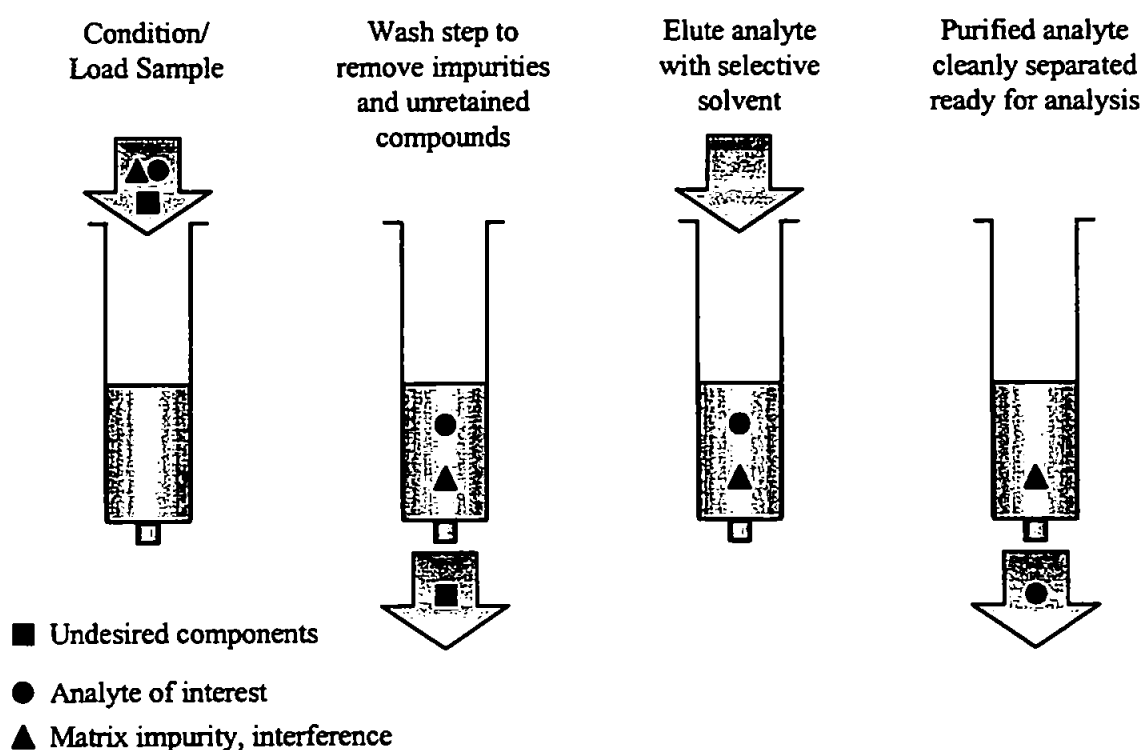 Condition/
Load Sample
Wash step to
remove impurities
and unretained
compounds
Elute analyte
with selective
solvent
Purified analyte
cleanly separated
ready for analysis
Undesired components
Analyte of interest
Matrix impurity, interference